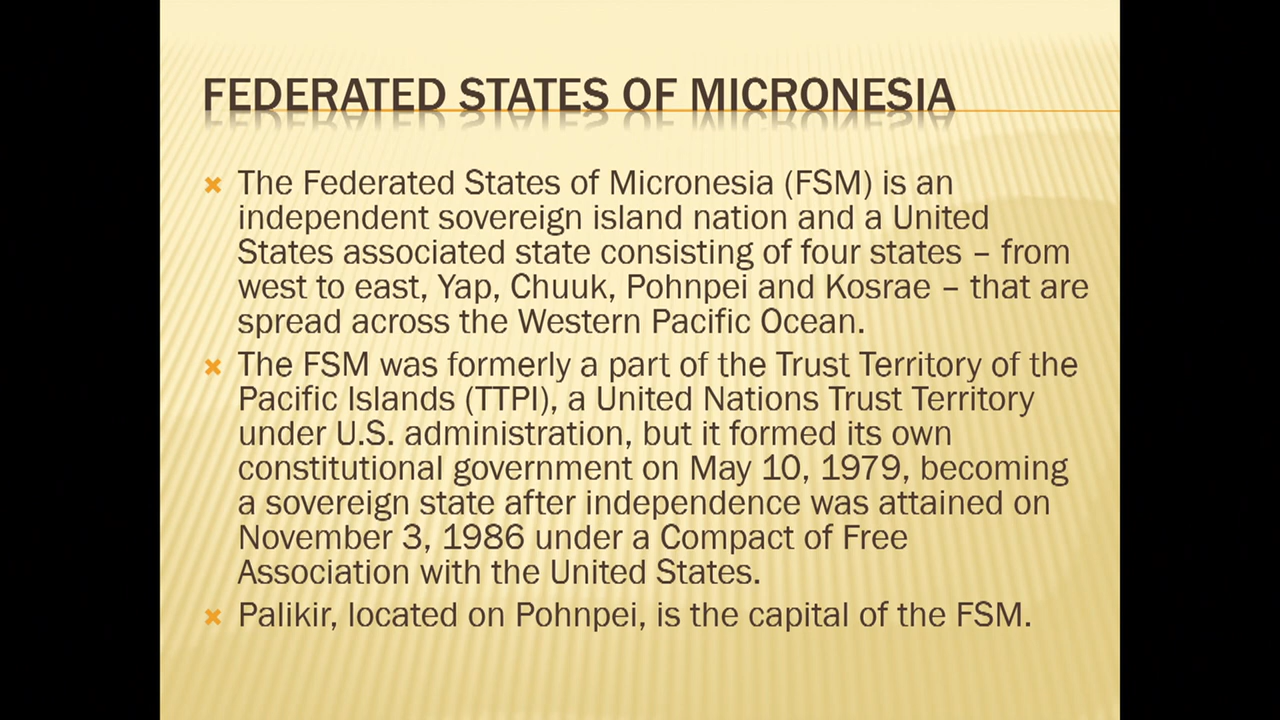 FEDERATED STATES OF MICRONESIA
The Federated States of Micronesia (FSM) is an
independent sovereign island nation and a United
States associated state consisting of four states – from
west to east, Yap, Chuuk, Pohnpei and Kosrae – that are
spread across the Western Pacific Ocean.
The FSM was formerly a part of the Trust Territory of the
Pacific Islands (TTPI), a United Nations Trust Territory
under U.S. administration, but it formed its own
constitutional government on May 10, 1979, becoming
a sovereign state after independence was attained on
November 3, 1986 under a Compact of Free
Association with the United States.
Palikir, located on Pohnpei, is the capital of the FSM.